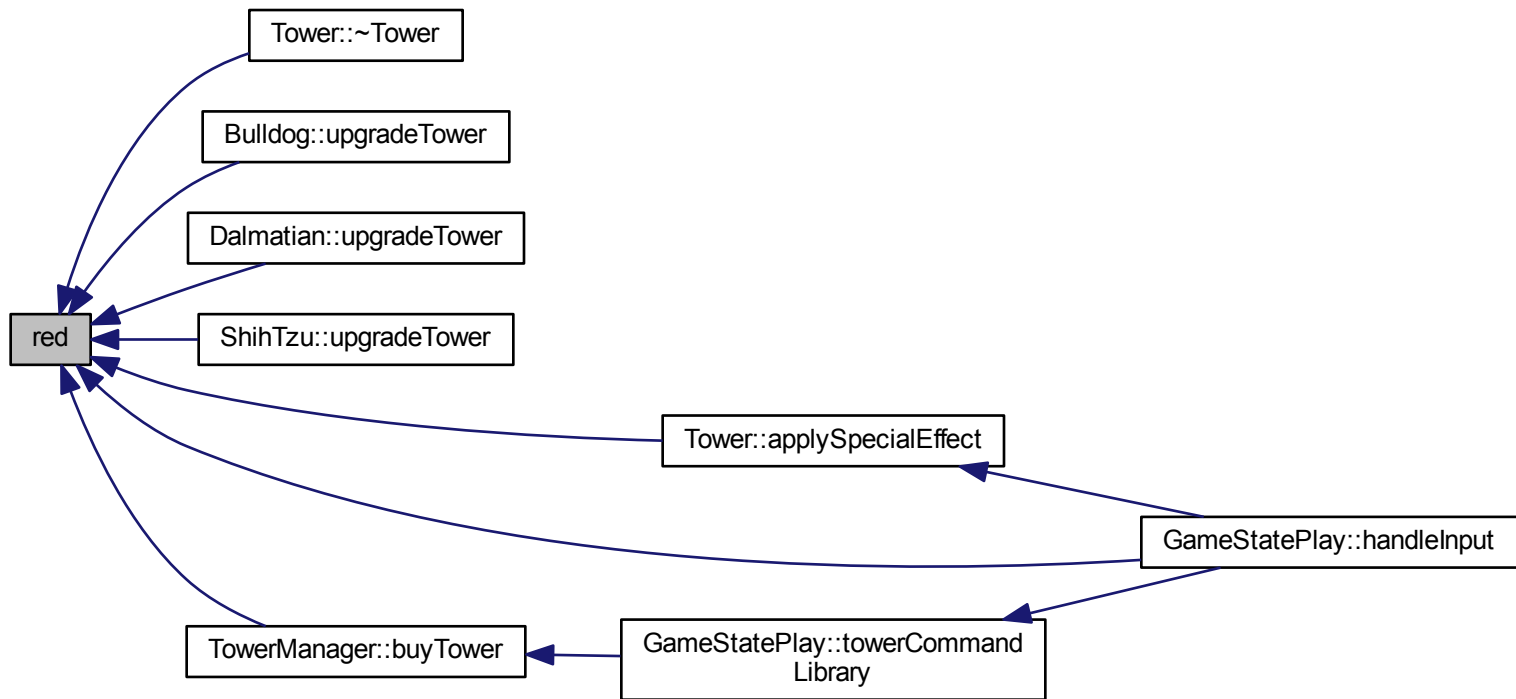 Tower::~Tower
Bulldog::upgradeTower
Dalmatian::upgradeTower
red
ShihTzu::upgradeTower
Tower::applySpecialEffect
GameStatePlay::handleInput
TowerManager::buyTower
GameStatePlay::towerCommand
Library